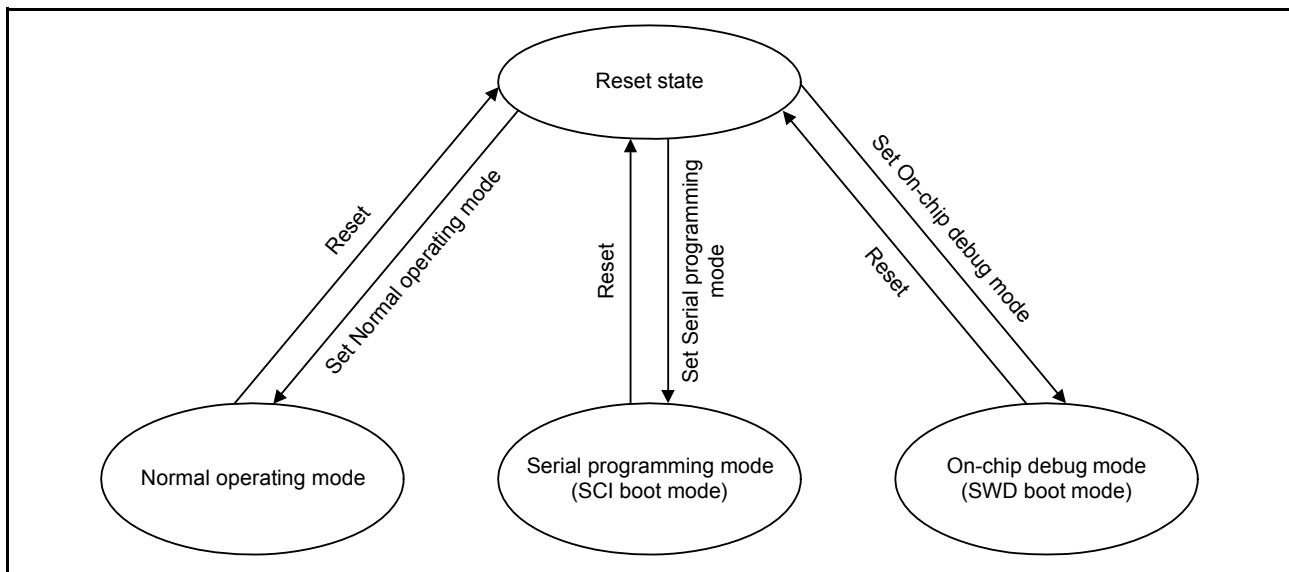 Reset state
Reset
Set Normal operating mode
Reset
Set Serial programming
mode
Set On-chip debug mode
Reset
Normal operating mode
Serial programming mode
(SCI boot mode)
On-chip debug mode
(SWD boot mode)